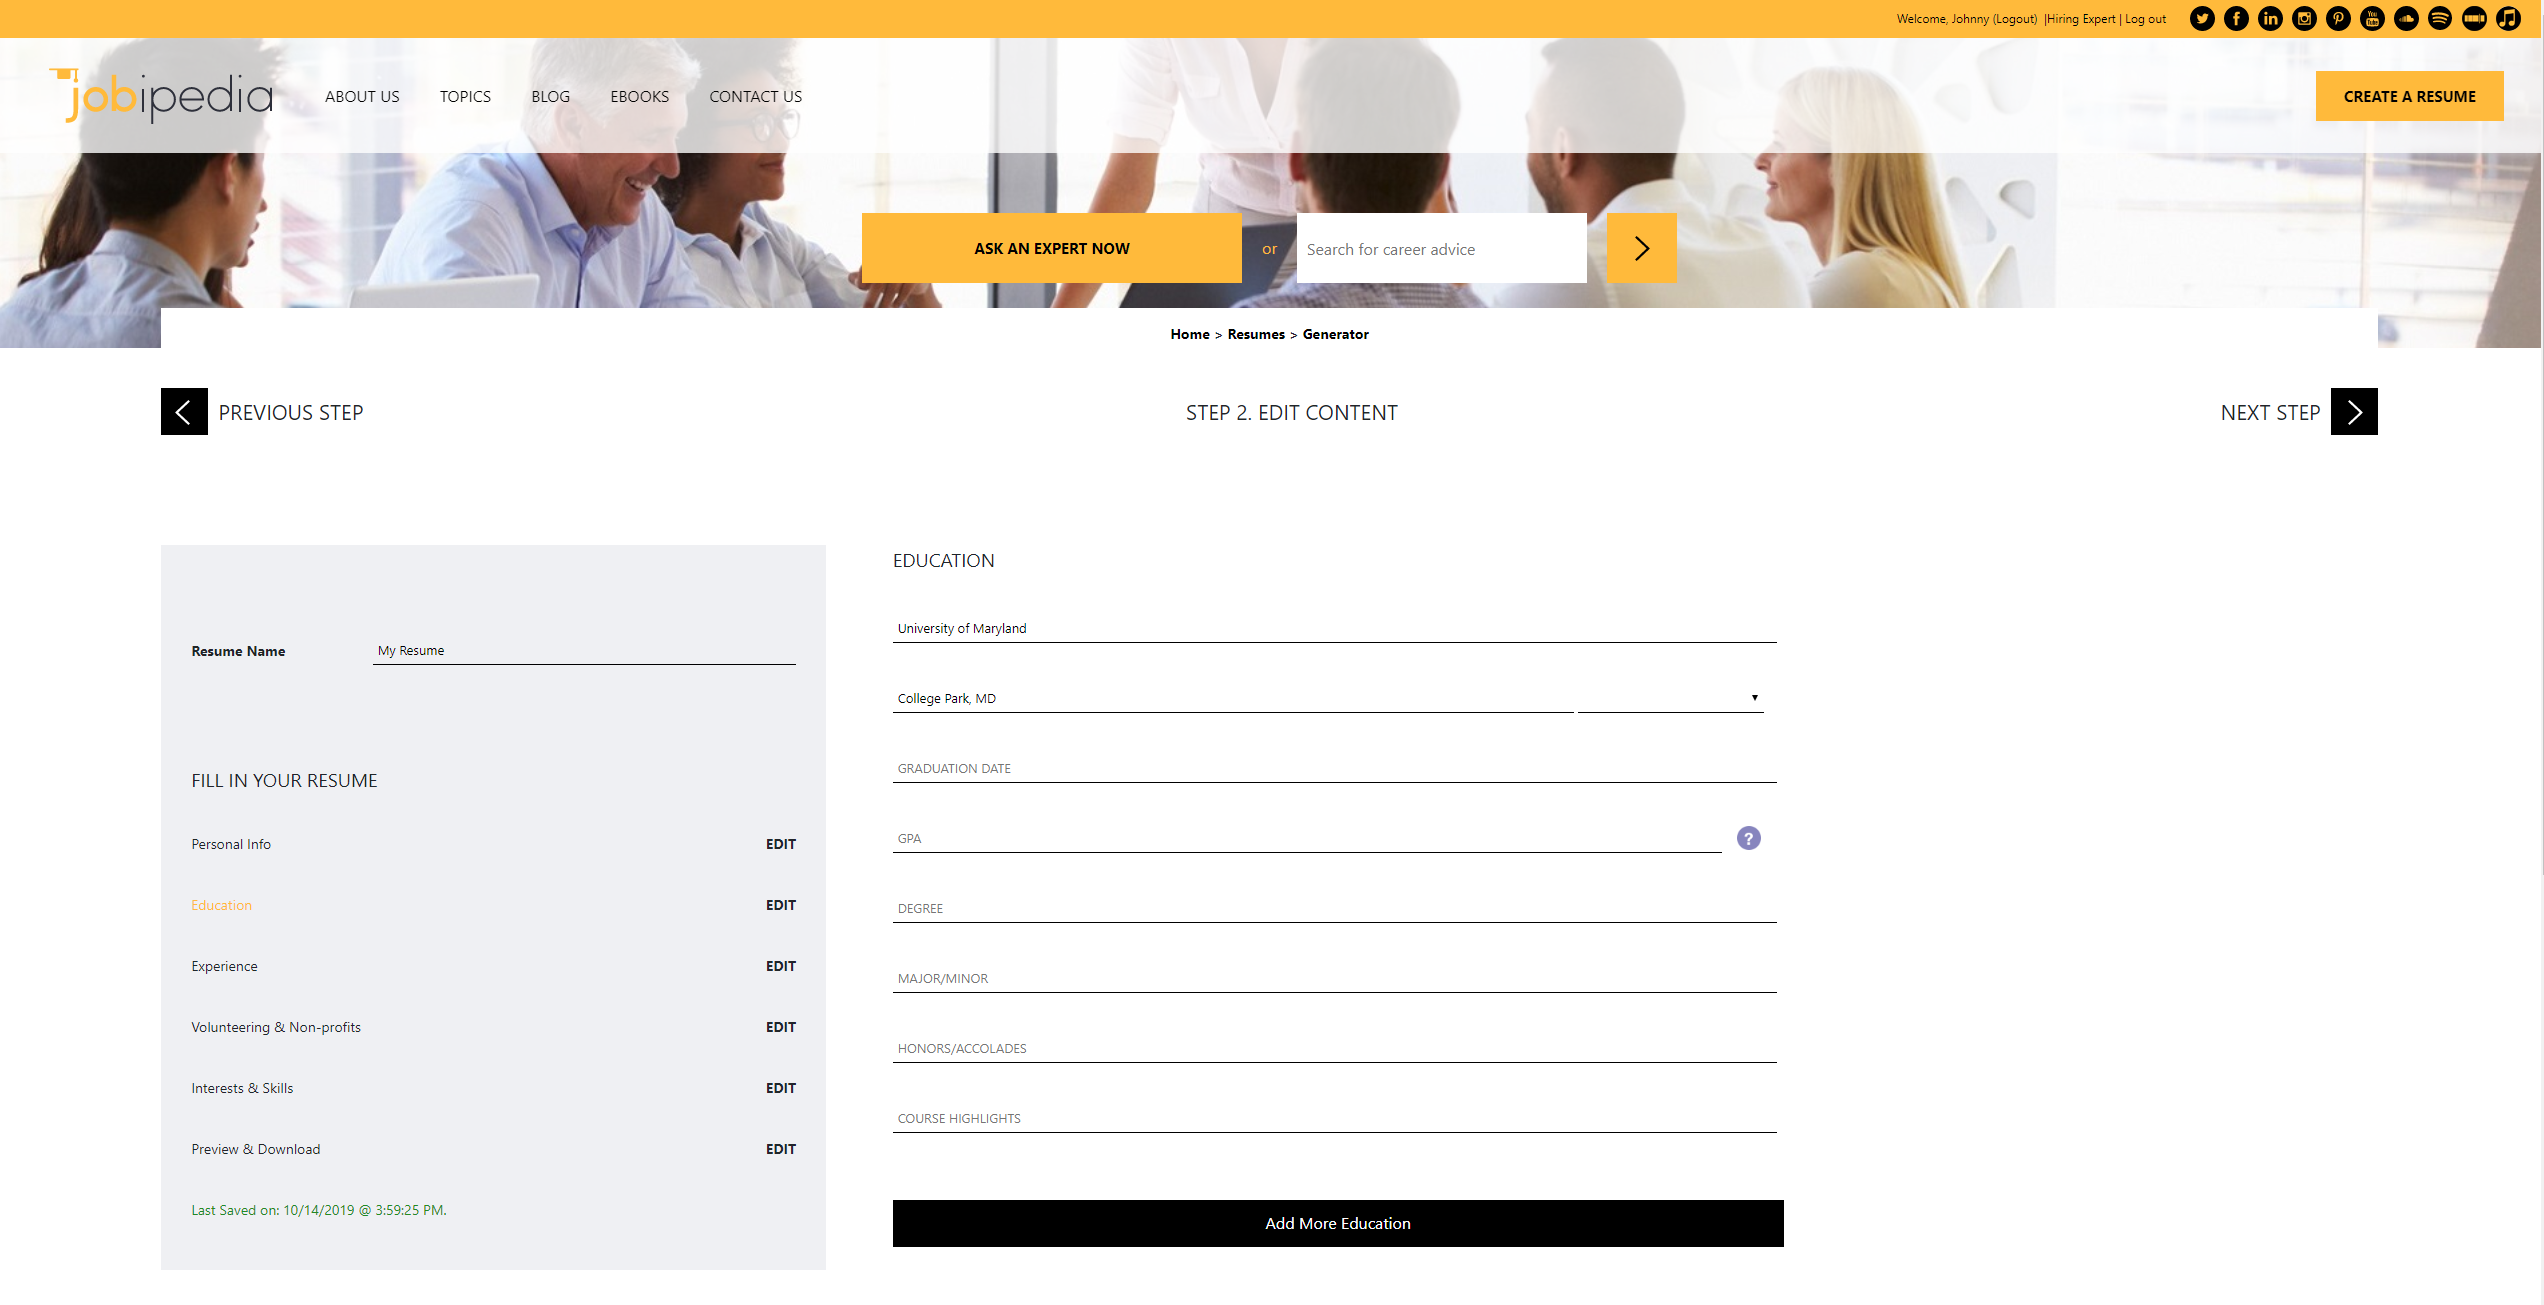 Welcome, Johnny (Logout) |Hiring Expert | Log out
jobipedia
ABOUT US
TOPICS
BLOG
EBOOKS
CONTACT US
CREATE A RESUME
ASK AN EXPERT NOW
or
Search for career advice
Home > Resumes > Generator
PREVIOUS STEP
STEP 2. EDIT CONTENT
NEXT STEP
Resume Name
My Resume
FILL IN YOUR RESUME
Personal Info EDIT
Education EDIT
Experience EDIT
Volunteering & Non-profits EDIT
Interests & Skills EDIT
Preview & Download EDIT
Last Saved on: 10/14/2019 @ 3:59:25 PM.
EDUCATION
University of Maryland
College Park, MD
GRADUATION DATE
GPA
?
DEGREE
MAJOR/MINOR
HONORS/ACCOLADES
COURSE HIGHLIGHTS
Add More Education